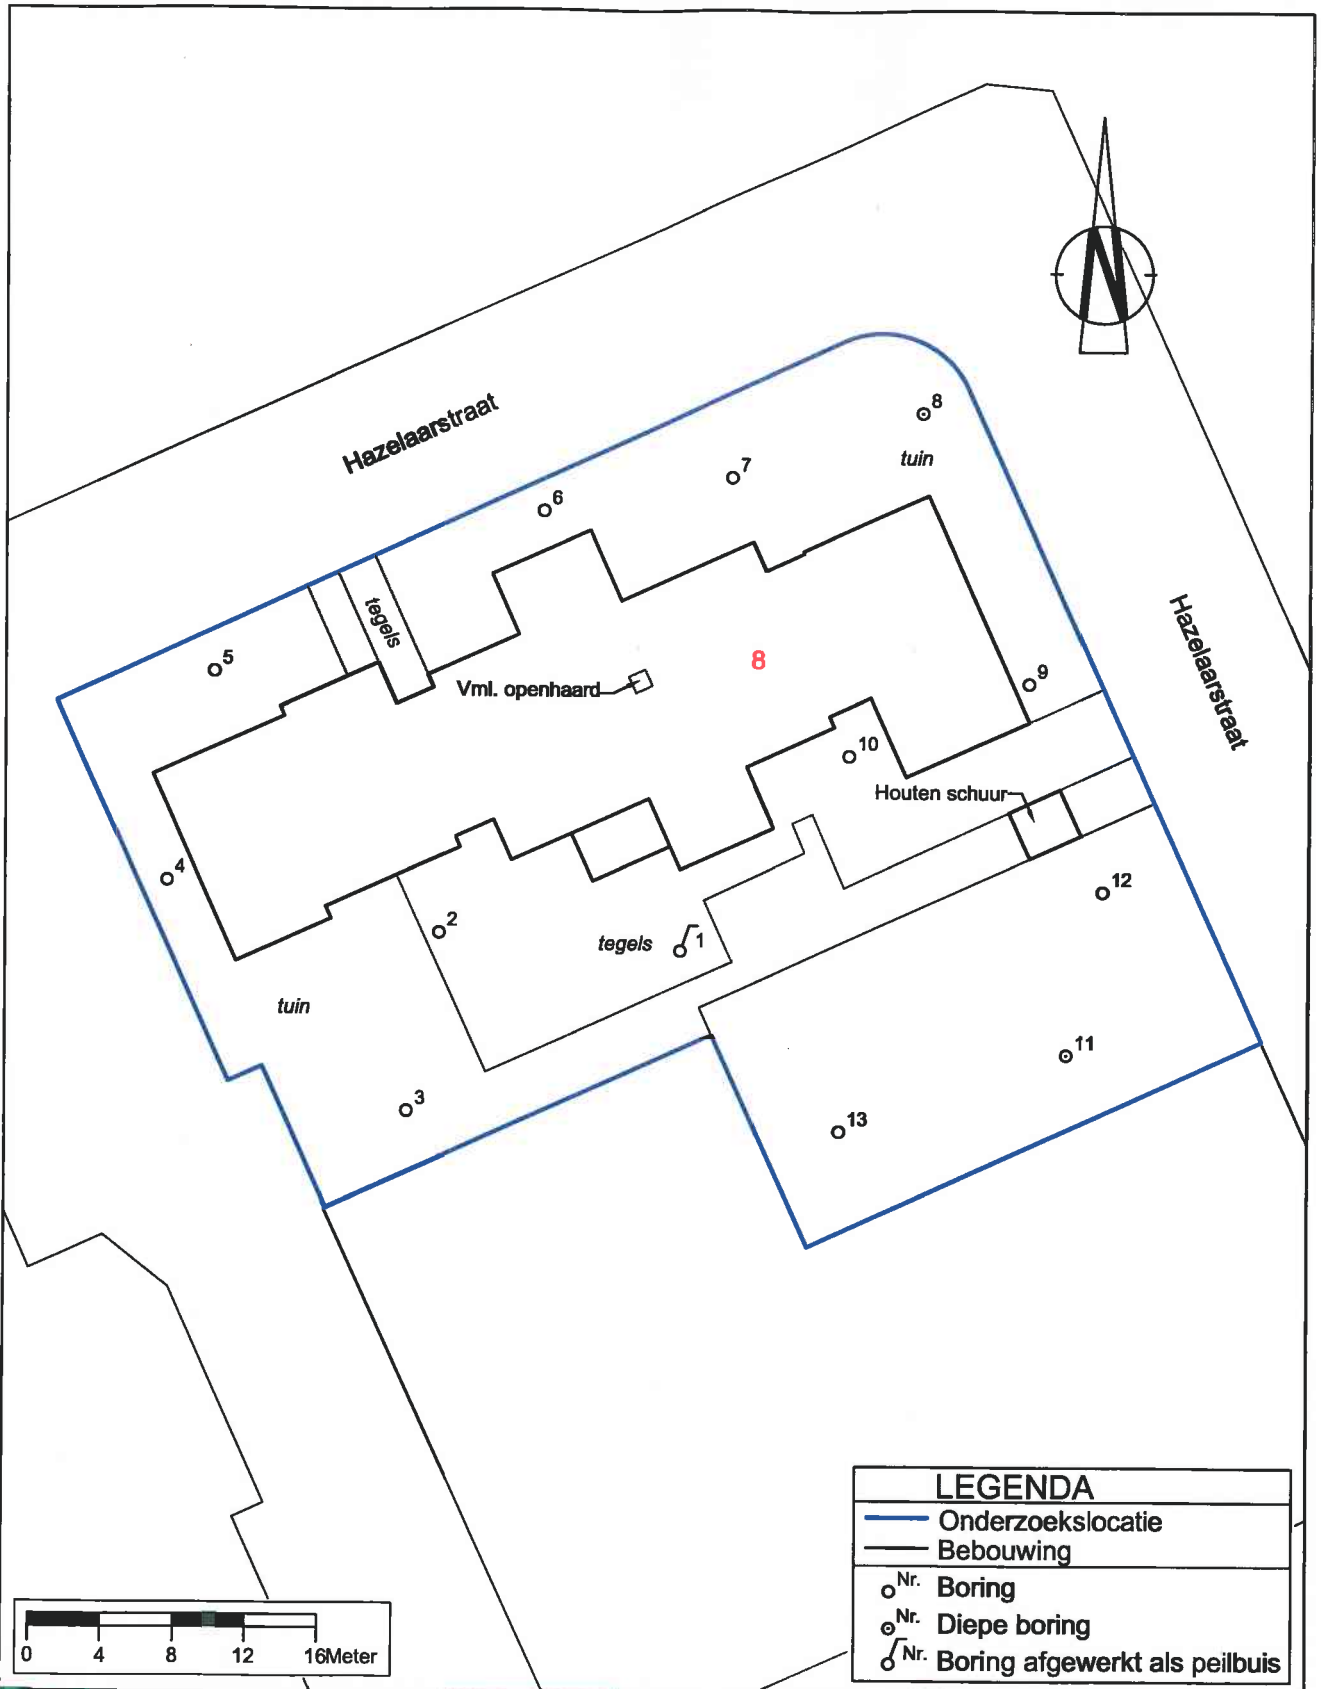 N
Hazelaarstraat
8
tuin
7
6
tegels
5
Hazelaarstraat
8
Vml. openhaard
9
10
Houten schuur
4
12
2
tegels
1
tuin
11
3
13
LEGENDA
Onderzoekslocatie
Bebouwing
Nr. Boring
Nr. Diepe boring
Nr. Boring afgewerkt als peilbuis
0 4 8 12 16Meter